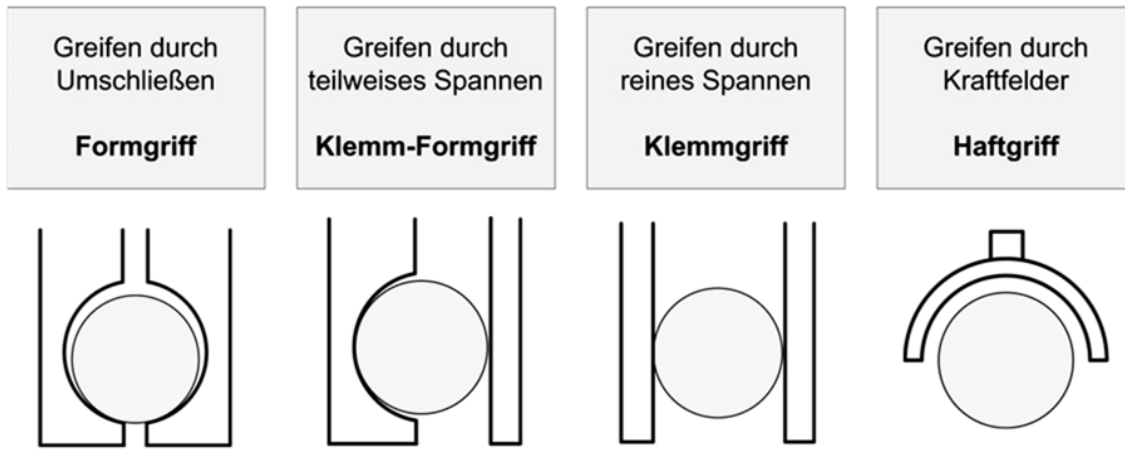 Greifen durch
Umschließen
Formgriff
Greifen durch
teilweises Spannen
Klemm-Formgriff
Greifen durch
reines Spannen
Klemmgriff
Greifen durch
Kraftfelder
Haftgriff